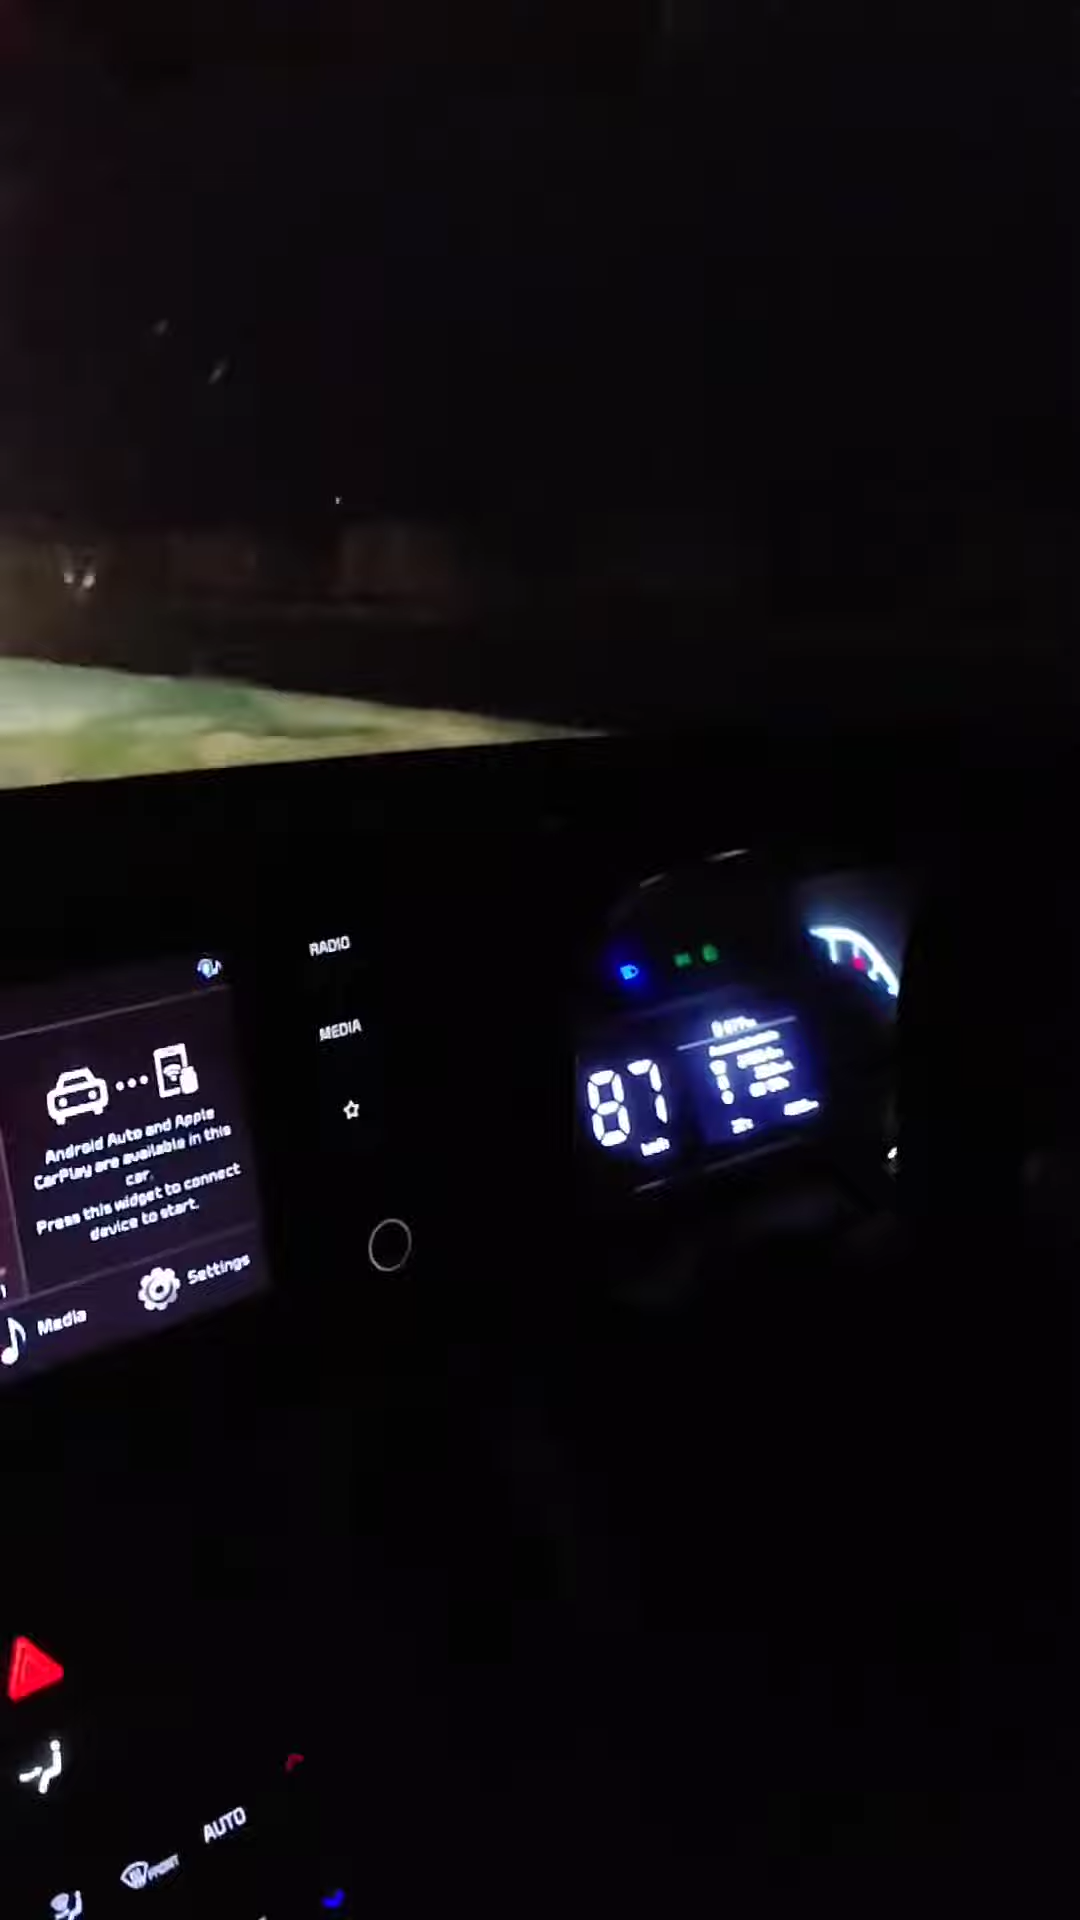 RADIO
MEDIA
Android Auto and Apple
CarPlay are available in this
car.
Press this widget to connect
device to start.
Media
Settings
87
km/h
AUTO
FRONT